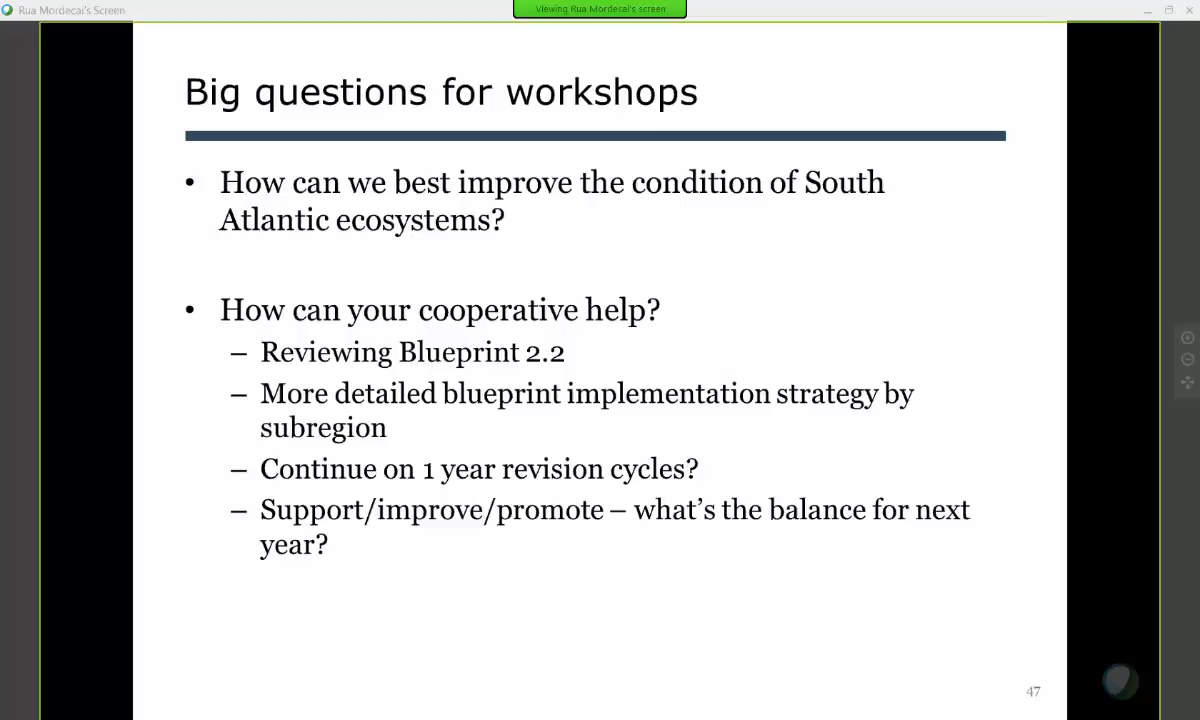 Rua Mordecai's Screen
Viewing Rua Mordecai's screen
Big questions for workshops
• How can we best improve the condition of South
Atlantic ecosystems?
• How can your cooperative help?
– Reviewing Blueprint 2.2
– More detailed blueprint implementation strategy by
subregion
– Continue on 1 year revision cycles?
– Support/improve/promote – what's the balance for next
year?
47